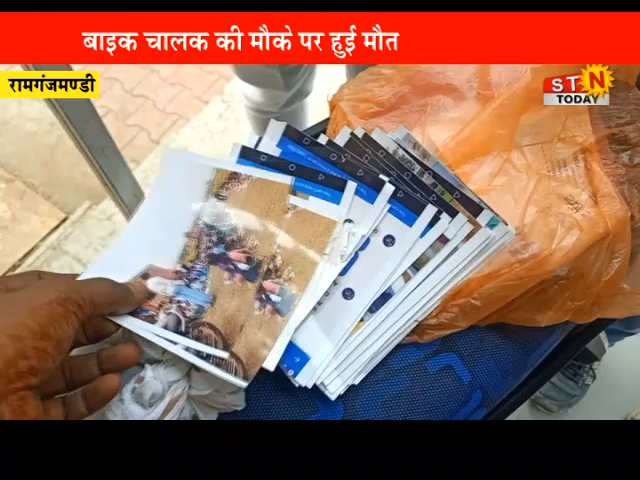 बाइक चालक की मौके पर हुई मौत
रामगंजमण्डी
STN
TODAY